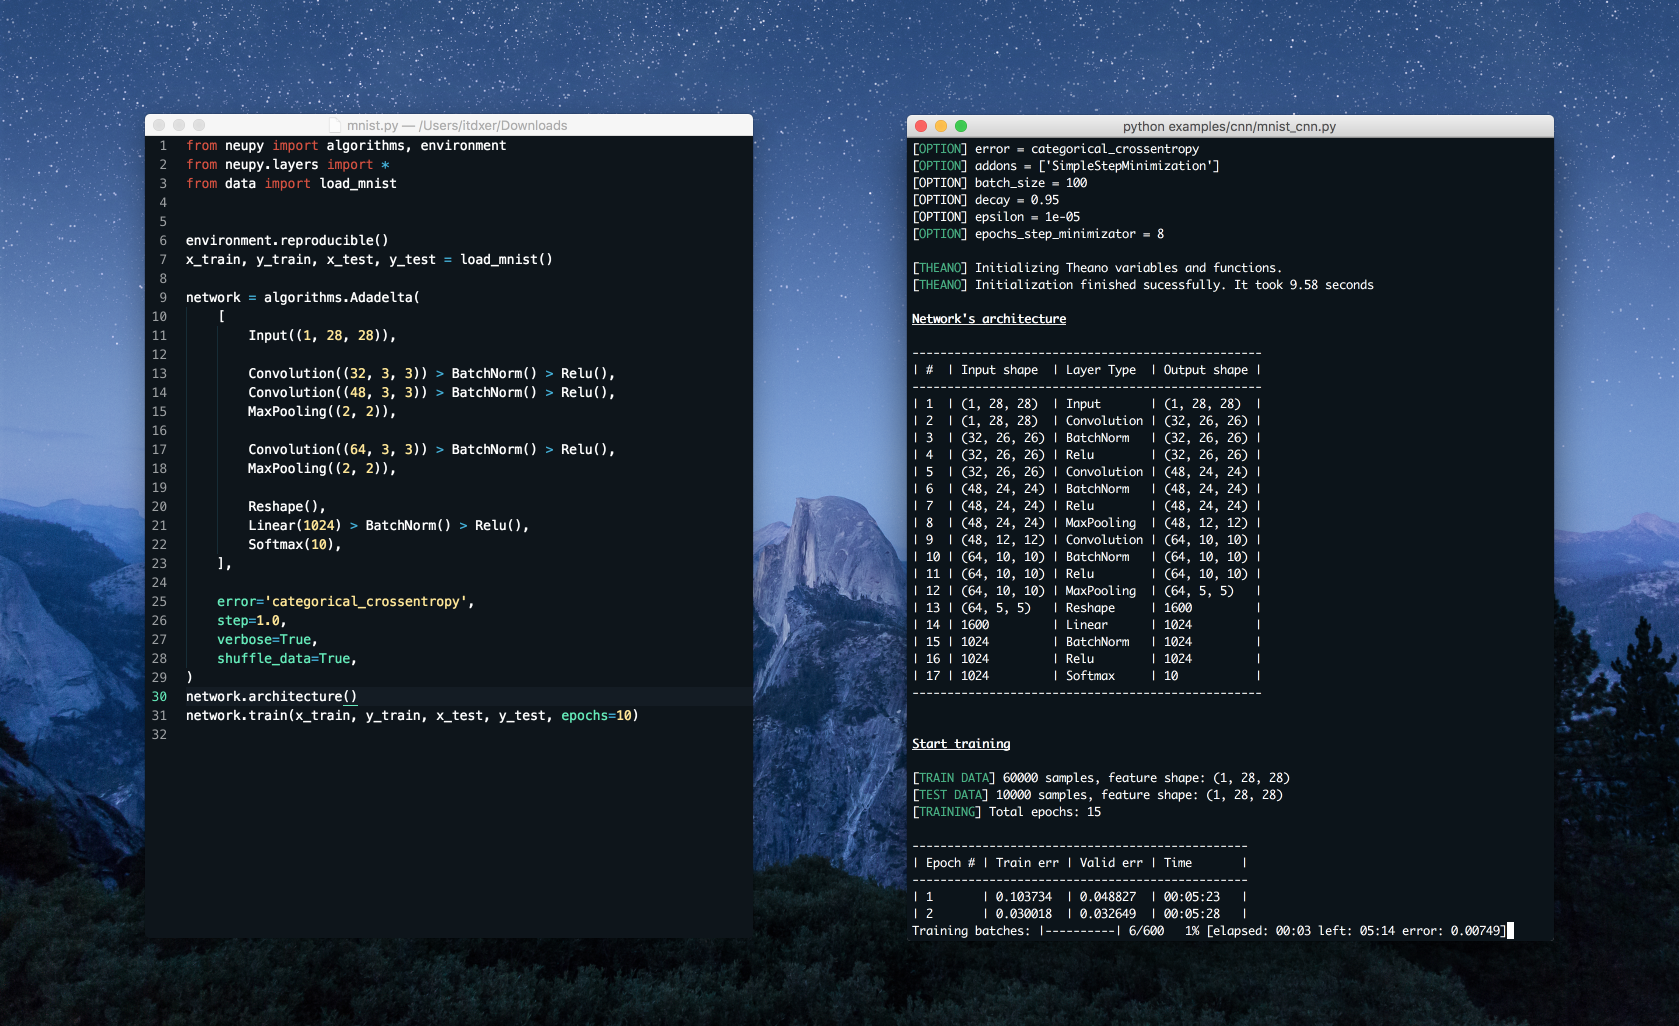 mnist.py — /Users/itdxer/Downloads
1 from neupy import algorithms, environment
2 from neupy.layers import *
3 from data import load_mnist
4
5
6 environment.reproducible()
7 x_train, y_train, x_test, y_test = load_mnist()
8
9 network = algorithms.Adadelta(
10 [
11 Input((1, 28, 28)),
12
13 Convolution((32, 3, 3)) > BatchNorm() > Relu(),
14 Convolution((48, 3, 3)) > BatchNorm() > Relu(),
15 MaxPooling((2, 2)),
16
17 Convolution((64, 3, 3)) > BatchNorm() > Relu(),
18 MaxPooling((2, 2)),
19
20 Reshape(),
21 Linear(1024) > BatchNorm() > Relu(),
22 Softmax(10),
23 ],
24
25 error='categorical_crossentropy',
26 step=1.0,
27 verbose=True,
28 shuffle_data=True,
29 )
30 network.architecture()
31 network.train(x_train, y_train, x_test, y_test, epochs=10)
32
python examples/cnn/mnist_cnn.py
[OPTION] error = categorical_crossentropy
[OPTION] addons = ['SimpleStepMinimization']
[OPTION] batch_size = 100
[OPTION] decay = 0.95
[OPTION] epsilon = 1e-05
[OPTION] epochs_step_minimizator = 8
[THEANO] Initializing Theano variables and functions.
[THEANO] Initialization finished sucessfully. It took 9.58 seconds
Network's architecture
--------------------------------------------------
| # | Input shape | Layer Type | Output shape |
--------------------------------------------------
| 1 | (1, 28, 28) | Input | (1, 28, 28) |
| 2 | (1, 28, 28) | Convolution | (32, 26, 26) |
| 3 | (32, 26, 26) | BatchNorm | (32, 26, 26) |
| 4 | (32, 26, 26) | Relu | (32, 26, 26) |
| 5 | (32, 26, 26) | Convolution | (48, 24, 24) |
| 6 | (48, 24, 24) | BatchNorm | (48, 24, 24) |
| 7 | (48, 24, 24) | Relu | (48, 24, 24) |
| 8 | (48, 24, 24) | MaxPooling | (48, 12, 12) |
| 9 | (48, 12, 12) | Convolution | (64, 10, 10) |
| 10 | (64, 10, 10) | BatchNorm | (64, 10, 10) |
| 11 | (64, 10, 10) | Relu | (64, 10, 10) |
| 12 | (64, 10, 10) | MaxPooling | (64, 5, 5) |
| 13 | (64, 5, 5) | Reshape | 1600 |
| 14 | 1600 | Linear | 1024 |
| 15 | 1024 | BatchNorm | 1024 |
| 16 | 1024 | Relu | 1024 |
| 17 | 1024 | Softmax | 10 |
--------------------------------------------------
Start training
[TRAIN DATA] 60000 samples, feature shape: (1, 28, 28)
[TEST DATA] 10000 samples, feature shape: (1, 28, 28)
[TRAINING] Total epochs: 15
------------------------------------------------
| Epoch # | Train err | Valid err | Time |
------------------------------------------------
| 1 | 0.103734 | 0.048827 | 00:05:23 |
| 2 | 0.030018 | 0.032649 | 00:05:28 |
Training batches: |----------| 6/600 1% [elapsed: 00:03 left: 05:14 error: 0.00749]